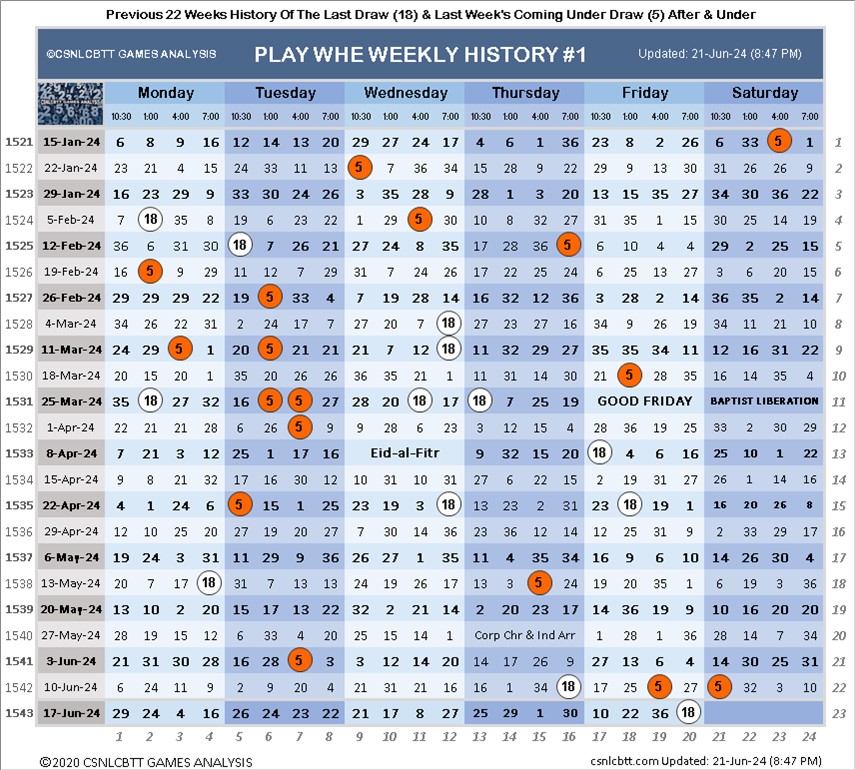 Previous 22 Weeks History Of The Last Draw (18) & Last Week's Coming Under Draw (5) After & Under
©CSNLCBTT GAMES ANALYSIS PLAY WHE WEEKLY HISTORY #1 Updated: 21-Jun-24 (8:47 PM)
Monday Tuesday Wednesday Thursday Friday Saturday
CSNLCBTT GAMES ANALYSIS 10:30 1:00 4:00 7:00 10:30 1:00 4:00 7:00 10:30 1:00 4:00 7:00 10:30 1:00 4:00 7:00 10:30 1:00 4:00 7:00 10:30 1:00 4:00 7:00
1521 15-Jan-24 6 8 9 16 12 14 13 20 29 27 24 17 4 6 1 36 23 8 2 26 6 33 5 1 1
1522 22-Jan-24 23 21 4 15 24 33 11 13 5 7 36 34 15 28 9 22 29 9 13 30 31 26 26 9 2
1523 29-Jan-24 16 23 29 9 33 30 24 26 3 35 28 9 28 1 3 20 13 15 35 27 34 30 36 22 3
1524 5-Feb-24 7 18 35 8 19 6 23 22 1 29 5 30 10 8 32 27 31 35 1 15 30 25 14 19 4
1525 12-Feb-24 36 6 31 30 18 7 26 21 27 24 8 35 17 28 36 5 6 10 4 4 29 2 25 15 5
1526 19-Feb-24 16 5 9 29 11 12 7 29 31 7 24 26 17 22 25 24 6 25 13 27 3 6 20 15 6
1527 26-Feb-24 29 29 29 22 19 5 33 4 7 19 28 14 16 32 12 36 3 28 2 14 36 35 2 14 7
1528 4-Mar-24 34 26 22 31 2 24 17 7 27 20 7 18 27 23 27 16 34 9 26 19 34 11 21 10 8
1529 11-Mar-24 24 29 5 1 20 5 21 21 21 7 12 18 11 32 29 27 35 35 34 11 12 16 31 22 9
1530 18-Mar-24 20 15 20 1 35 20 26 26 36 35 21 1 11 31 14 30 21 5 28 35 16 14 35 4 10
1531 25-Mar-24 35 18 27 32 16 5 5 27 28 20 18 17 18 7 25 19 GOOD FRIDAY BAPTIST LIBERATION 11
1532 1-Apr-24 22 21 21 28 6 26 5 9 9 28 6 23 3 12 15 4 28 36 19 25 33 2 30 29 12
1533 8-Apr-24 7 21 3 12 25 1 17 16 Eid-al-Fitr 9 32 15 20 18 4 6 16 25 10 1 22 13
1534 15-Apr-24 9 8 21 32 17 16 30 12 10 31 10 31 27 6 22 15 2 19 31 27 26 1 14 16 14
1535 22-Apr-24 4 1 24 6 5 15 1 25 23 19 3 18 13 23 2 31 23 18 19 1 16 20 26 8 15
1536 29-Apr-24 12 10 25 20 27 19 20 27 7 30 14 36 23 36 12 14 12 25 31 9 2 33 29 17 16
1537 6-May-24 19 24 3 31 11 29 9 36 26 27 1 35 11 4 35 34 16 9 6 10 14 26 30 4 17
1538 13-May-24 20 7 17 18 31 7 13 13 24 19 26 17 13 3 5 24 19 20 35 1 6 19 3 36 18
1539 20-May-24 13 10 2 20 15 17 13 22 32 2 21 14 2 20 23 17 14 36 19 9 10 16 20 20 19
1540 27-May-24 28 19 15 12 6 33 4 20 25 15 14 1 Corp Chr & Ind Arr 1 28 1 36 28 14 7 34 20
1541 3-Jun-24 21 31 30 28 16 28 5 3 3 12 14 20 14 17 26 9 27 13 6 4 14 30 25 31 21
1542 10-Jun-24 6 24 11 9 2 9 20 4 21 31 21 16 16 1 34 18 17 25 5 27 5 32 3 10 22
1543 17-Jun-24 29 24 4 16 26 24 23 22 21 17 8 27 25 29 1 30 10 22 36 18 23
1 2 3 4 5 6 7 8 9 10 11 12 13 14 15 16 17 18 19 20 21 22 23 24
©2020 CSNLCBTT GAMES ANALYSIS csnlcbtt.com Updated: 21-Jun-24 (8:47 PM)